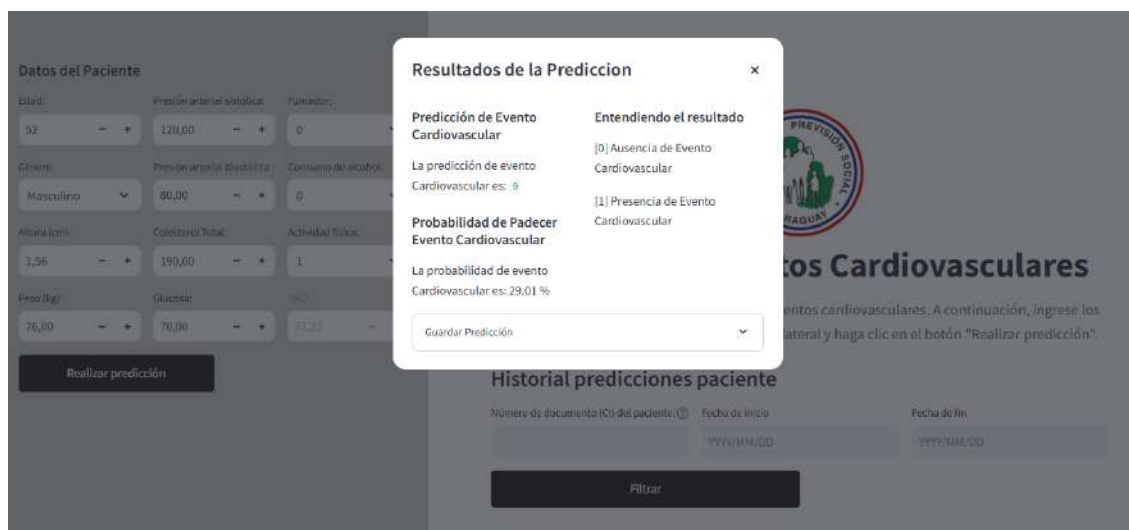 Datos del Paciente
Edad:
Presión arterial sistólica:
Fumador:
52
120,00
0
Género:
Presión arterial diastólica:
Consumo de alcohol:
Masculino
80,00
0
Altura (cm):
Colesterol Total:
Actividad física:
1,56
190,00
1
Peso (kg):
Glucosa:
76,00
70,00
Realizar predicción
Resultados de la Prediccion
Predicción de Evento
Cardiovascular
La predicción de evento
Cardiovascular es: 0
Probabilidad de Padecer
Evento Cardiovascular
La probabilidad de evento
Cardiovascular es: 29,01 %
Entendiendo el resultado
[0] Ausencia de Evento
Cardiovascular
[1] Presencia de Evento
Cardiovascular
Guardar Predicción
PREVISION
SOCIAL
tos Cardiovasculares
entos cardiovasculares. A continuación, ingrese los
lateral y haga clic en el botón "Realizar predicción".
Historial predicciones paciente
Número de documento (CI) del paciente:
Fecha de inicio
Fecha de fin
YYYY/MM/DD
YYYY/MM/DD
Filtrar